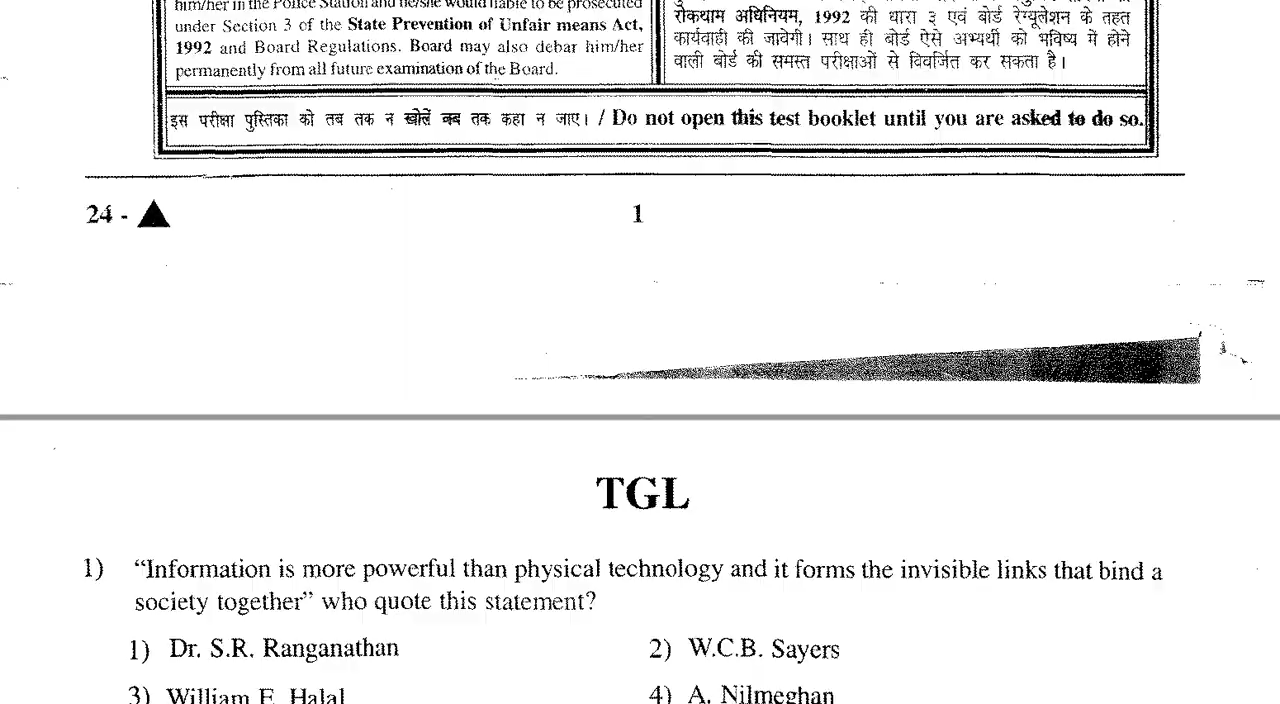 him/her in the Police Station and he/she would liable to be prosecuted
under Section 3 of the State Prevention of Unfair means Act,
1992 and Board Regulations. Board may also debar him/her
permanently from all future examination of the Board.
रोकथाम अधिनियम, 1992 की धारा ३ एवं बोर्ड रेग्यूलेशन के तहत
कार्यवाही की जावेगी। साथ ही बोर्ड ऐसे अभ्यर्थी को भविष्य में होने
वाली बोर्ड की समस्त परीक्षाओं से विवर्जित कर सकता है।
इस परीक्षा पुस्तिका को तब तक न खोलें जब तक कहा न जाए। / Do not open this test booklet until you are asked to do so.
24 - ▲ 1
TGL
1) “Information is more powerful than physical technology and it forms the invisible links that bind a
society together” who quote this statement?
1) Dr. S.R. Ranganathan 2) W.C.B. Sayers
3) William E. Halal 4) A. Nilmeghan